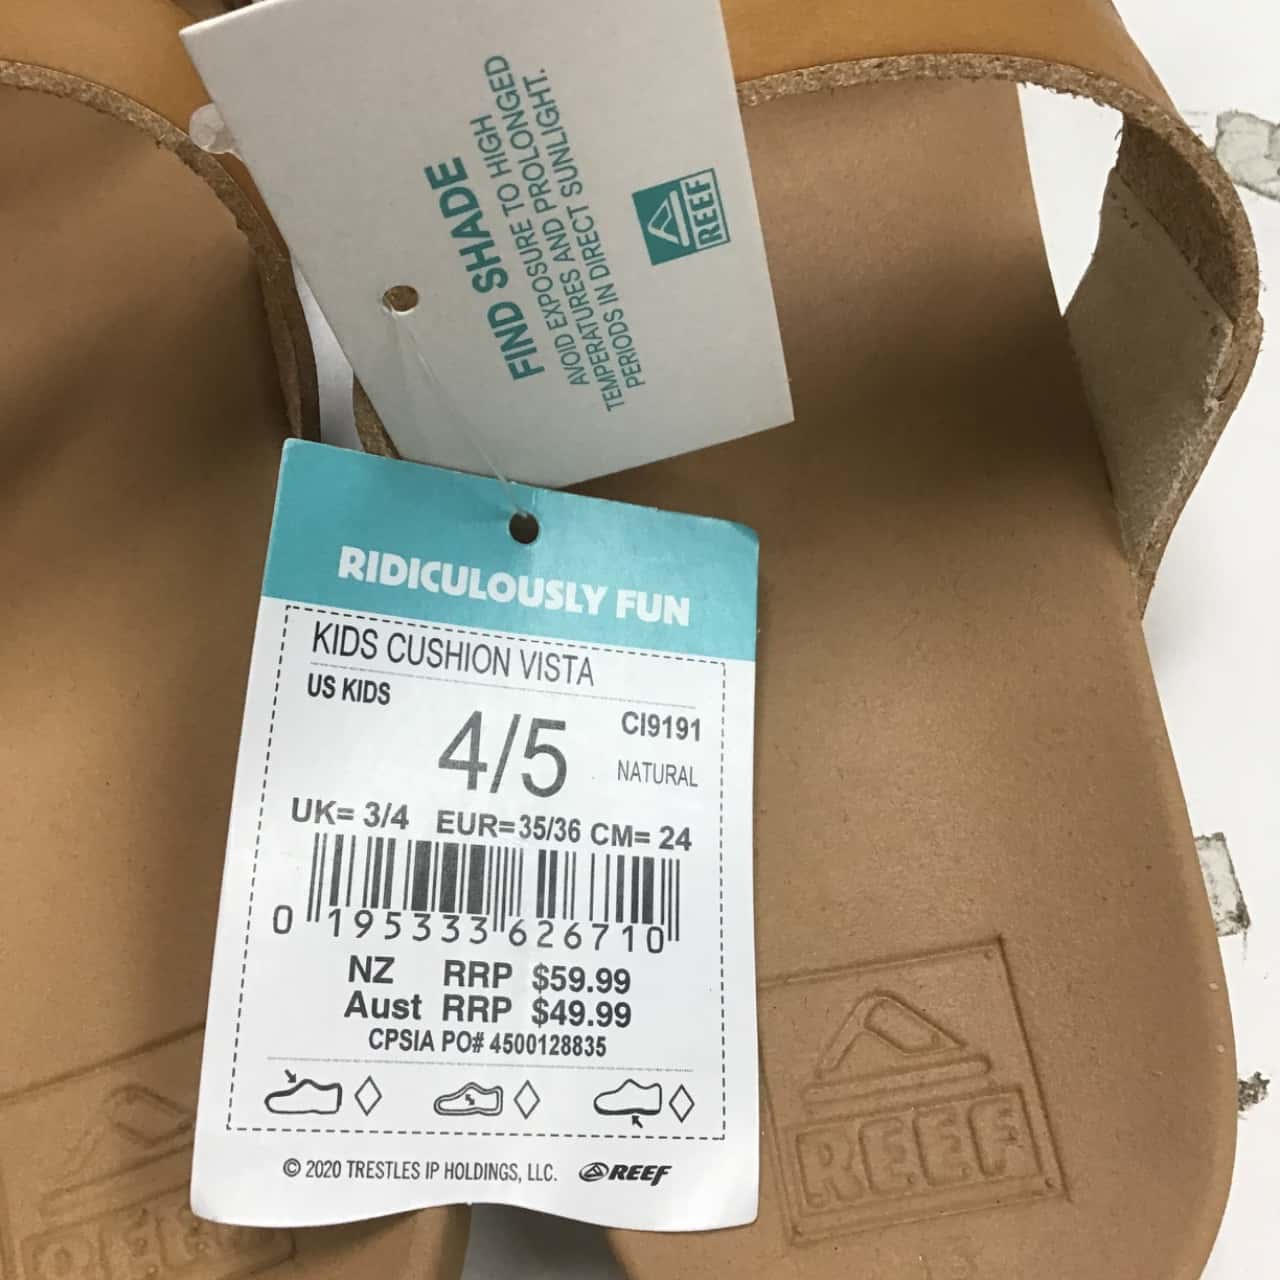 FIND SHADE
AVOID EXPOSURE TO HIGH
TEMPERATURES AND PROLONGED
PERIODS IN DIRECT SUNLIGHT.
REEF
RIDICULOUSLY FUN
KIDS CUSHION VISTA
US KIDS
4/5
CI9191
NATURAL
UK= 3/4 EUR=35/36 CM= 24
0 195333 626710
NZ RRP $59.99
Aust RRP $49.99
CPSIA PO# 4500128835
© 2020 TRESTLES IP HOLDINGS, LLC. REEF
REEF
REEF